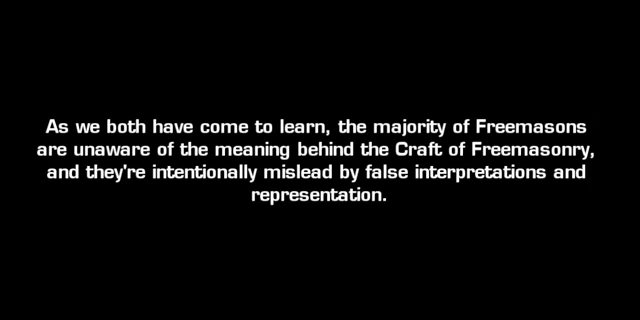 As we both have come to learn, the majority of Freemasons
are unaware of the meaning behind the Craft of Freemasonry,
and they're intentionally mislead by false interpretations and
representation.